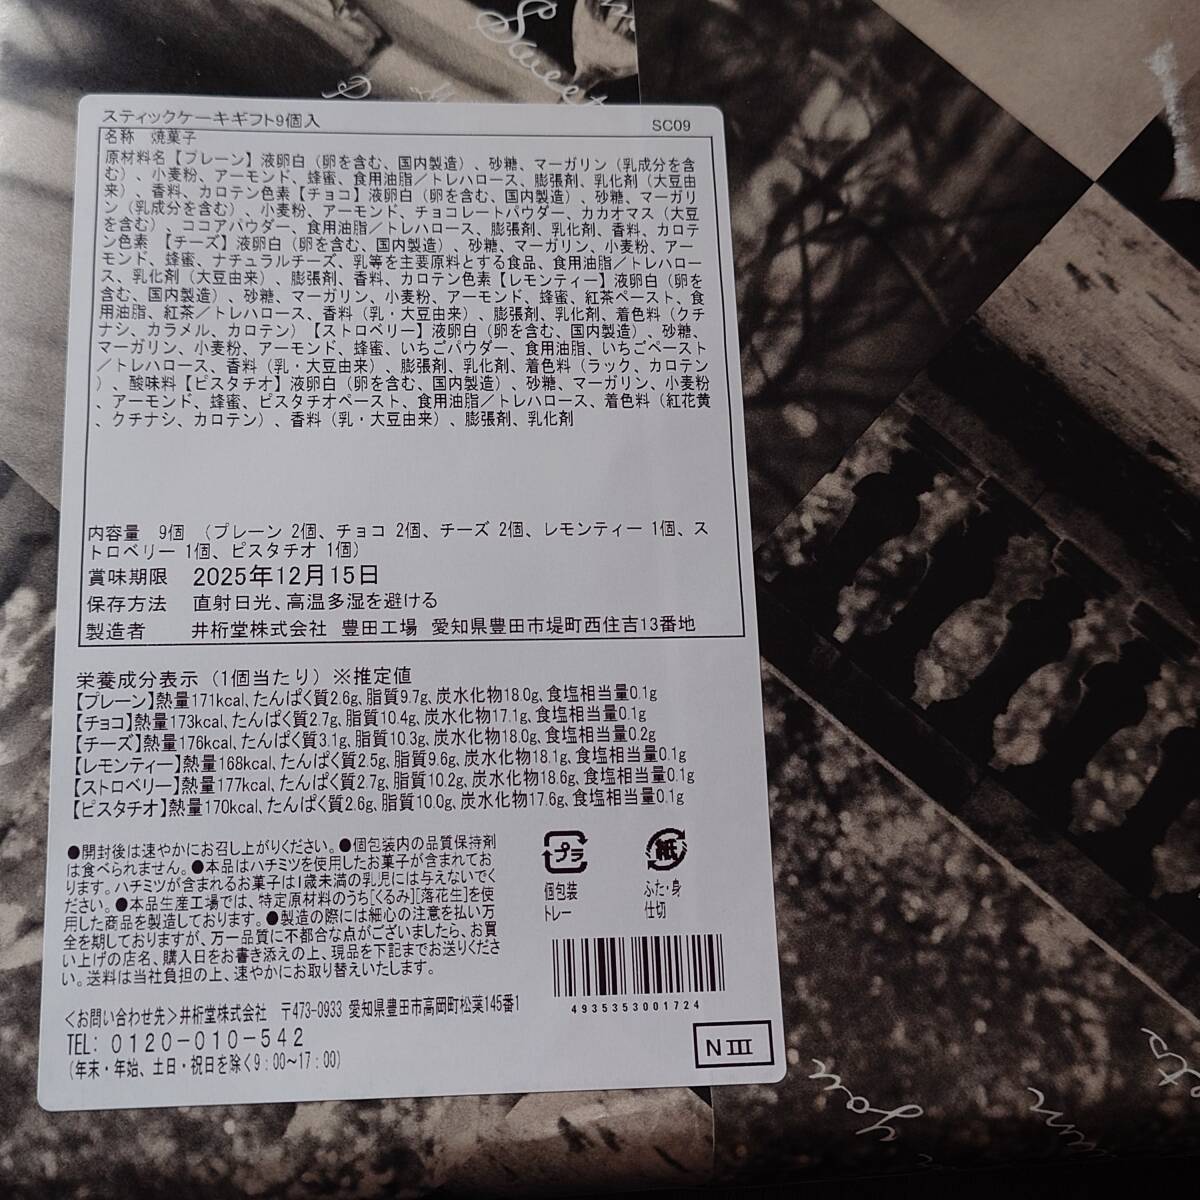 Sweet
スティックケーキギフト9個入 SC09
名称 焼菓子
原材料名【プレーン】液卵白（卵を含む、国内製造）、砂糖、マーガリン（乳成分を含
む）、小麦粉、アーモンド、蜂蜜、食用油脂／トレハロース、膨張剤、乳化剤（大豆由
来）、香料、カロテン色素【チョコ】液卵白（卵を含む、国内製造）、砂糖、マーガリ
ン（乳成分を含む）、小麦粉、アーモンド、チョコレートパウダー、カカオマス（大豆
を含む）、ココアパウダー、食用油脂／トレハロース、膨張剤、乳化剤、香料、カロテ
ン色素 【チーズ】液卵白（卵を含む、国内製造）、砂糖、マーガリン、小麦粉、アー
モンド、蜂蜜、ナチュラルチーズ、乳等を主要原料とする食品、食用油脂／トレハロー
ス、乳化剤（大豆由来）、膨張剤、香料、カロテン色素【レモンティー】液卵白（卵を
含む、国内製造）、砂糖、マーガリン、小麦粉、アーモンド、蜂蜜、紅茶ペースト、食
用油脂、紅茶／トレハロース、香料（乳・大豆由来）、膨張剤、乳化剤、着色料（クチ
ナシ、カラメル、カロテン）【ストロベリー】液卵白（卵を含む、国内製造）、砂糖、
マーガリン、小麦粉、アーモンド、蜂蜜、いちごパウダー、食用油脂、いちごペースト
／トレハロース、香料（乳・大豆由来）、膨張剤、乳化剤、着色料（ラック、カロテン
）、酸味料【ピスタチオ】液卵白（卵を含む、国内製造）、砂糖、マーガリン、小麦粉
、アーモンド、蜂蜜、ピスタチオペースト、食用油脂／トレハロース、着色料（紅花黄
、クチナシ、カロテン）、香料（乳・大豆由来）、膨張剤、乳化剤
内容量 9個 （プレーン 2個、チョコ 2個、チーズ 2個、レモンティー 1個、ス
トロベリー 1個、ピスタチオ 1個）
賞味期限 2025年12月15日
保存方法 直射日光、高温多湿を避ける
製造者 井桁堂株式会社 豊田工場 愛知県豊田市堤町西住吉13番地
栄養成分表示（1個当たり）※推定値
【プレーン】熱量171kcal、たんぱく質2.6g、脂質9.7g、炭水化物18.0g、食塩相当量0.1g
【チョコ】熱量173kcal、たんぱく質2.7g、脂質10.4g、炭水化物17.1g、食塩相当量0.1g
【チーズ】熱量176kcal、たんぱく質3.1g、脂質10.3g、炭水化物18.0g、食塩相当量0.2g
【レモンティー】熱量168kcal、たんぱく質2.5g、脂質9.6g、炭水化物18.1g、食塩相当量0.1g
【ストロベリー】熱量177kcal、たんぱく質2.7g、脂質10.2g、炭水化物18.6g、食塩相当量0.1g
【ピスタチオ】熱量170kcal、たんぱく質2.6g、脂質10.0g、炭水化物17.6g、食塩相当量0.1g
●開封後は速やかにお召し上がりください。●個包装内の品質保持剤
は食べられません。●本品はハチミツを使用したお菓子が含まれてお
ります。ハチミツが含まれるお菓子は1歳未満の乳児には与えないでく
ださい。●本品生産工場では、特定原材料のうち[くるみ][落花生]を使
用した商品を製造しております。●製造の際には細心の注意を払い万
全を期しておりますが、万一品質に不都合な点がございましたら、お買
い上げの店名、購入日をお書き添えの上、現品を下記までお送りくださ
い。送料は当社負担の上、速やかにお取り替えいたします。
プラ
個包装
トレー
紙
ふた・身
仕切
4935353001724
＜お問い合わせ先＞井桁堂株式会社 〒473-0933 愛知県豊田市高岡町松葉145番1
TEL: 0120-010-542
（年末・年始、土日・祝日を除く9：00～17：00）
N III